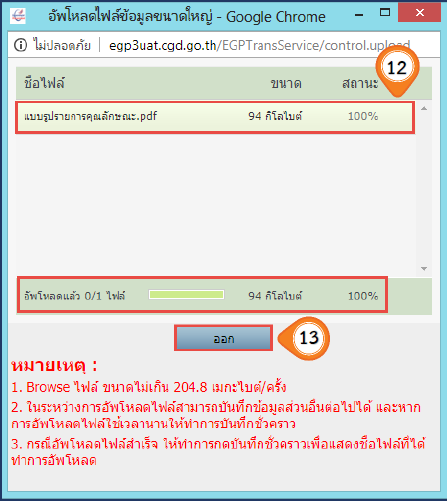 อัพโหลดไฟล์ข้อมูลขนาดใหญ่ - Google Chrome
ไม่ปลอดภัย | egp3uat.cgd.go.th/EGPTransService/control.upload
12
ชื่อไฟล์ ขนาด สถานะ
แบบรูปรายการคุณลักษณะ.pdf 94 กิโลไบต์ 100%
อัพโหลดแล้ว 0/1 ไฟล์ 94 กิโลไบต์ 100%
ออก 13
หมายเหตุ :
1. Browse ไฟล์ ขนาดไม่เกิน 204.8 เมกะไบต์/ครั้ง
2. ในระหว่างการอัพโหลดไฟล์สามารถบันทึกข้อมูลส่วนอื่นต่อไปได้ และหาก
การอัพโหลดไฟล์ใช้เวลานานให้ทำการบันทึกชั่วคราว
3. กรณีอัพโหลดไฟล์สำเร็จ ให้ทำการกดบันทึกชั่วคราวเพื่อแสดงชื่อไฟล์ที่ได้
ทำการอัพโหลด